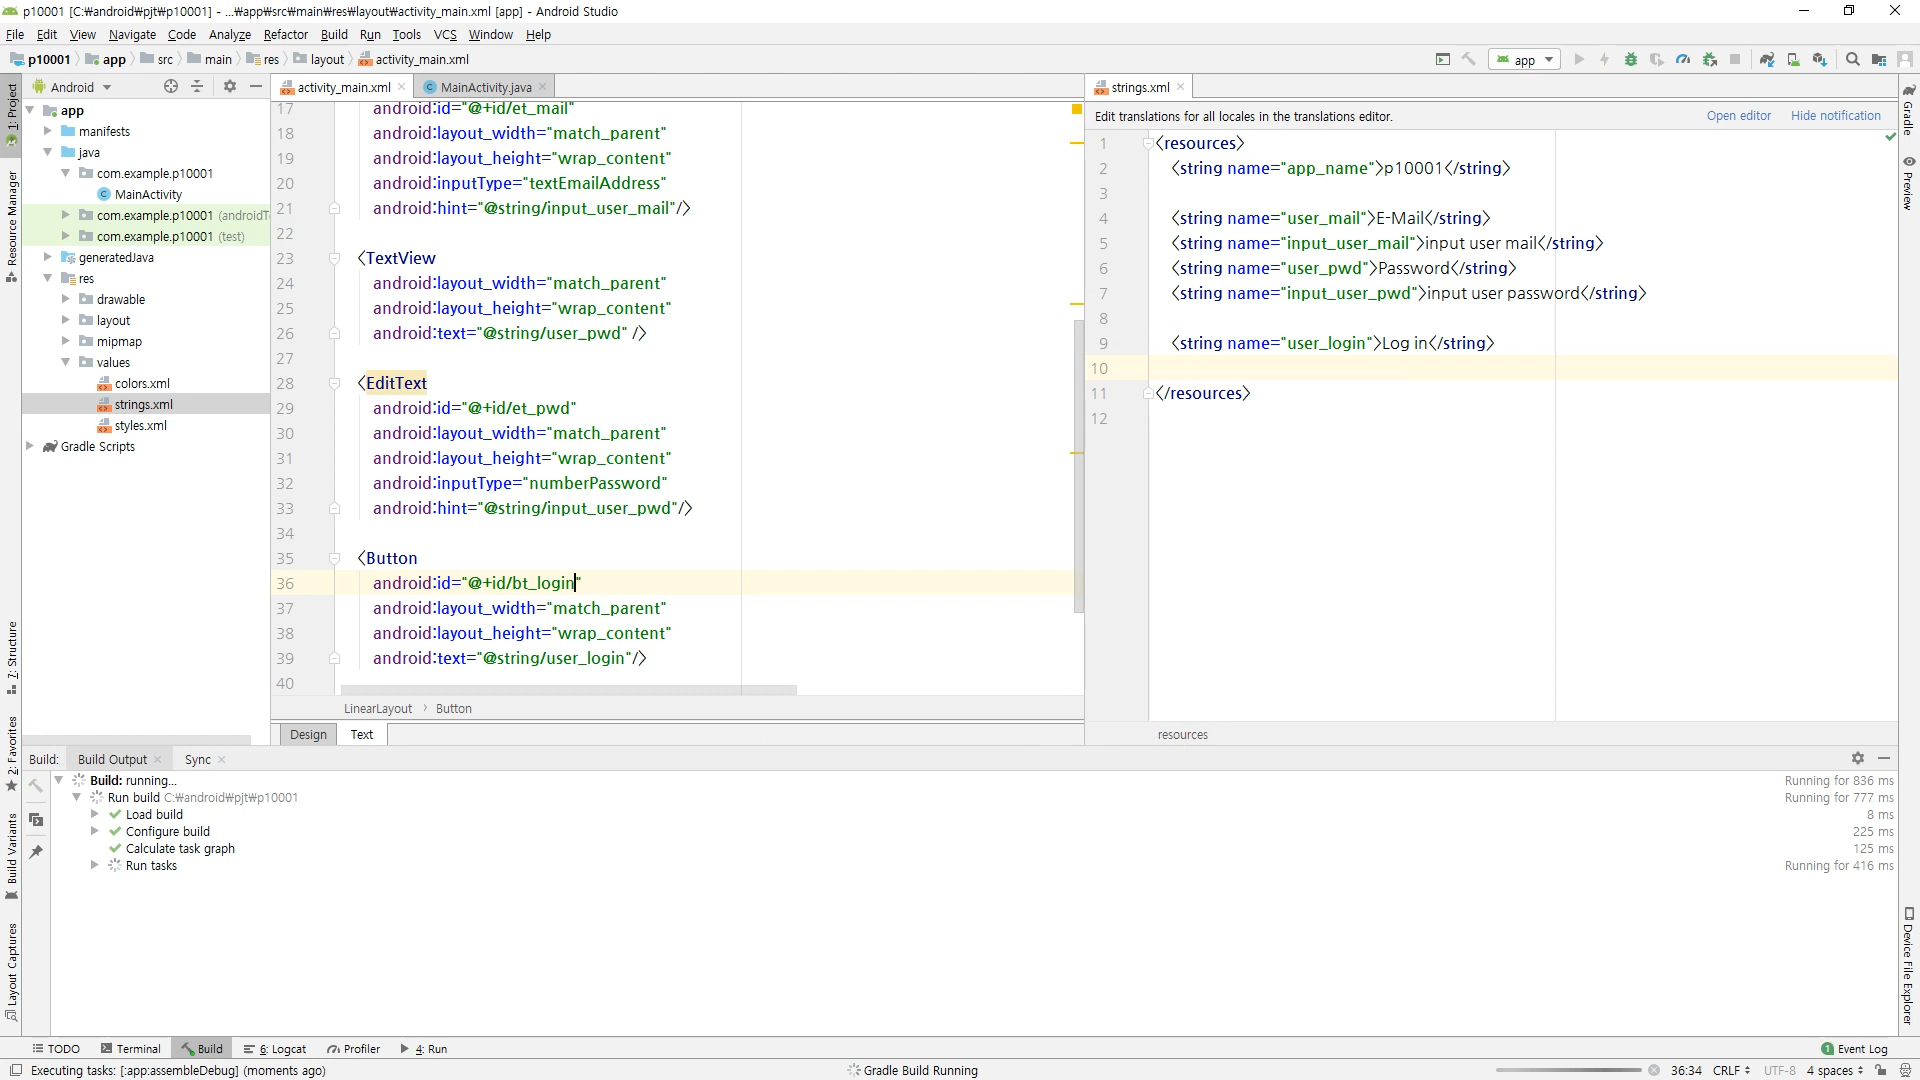 p10001 [C:₩android₩pjt₩p10001] - ...₩app₩src₩main₩res₩layout₩activity_main.xml [app] - Android Studio
File Edit View Navigate Code Analyze Refactor Build Run Tools VCS Window Help
p10001 app src main res layout activity_main.xml
app
Android
activity_main.xml
MainActivity.java
strings.xml
1: Project
Resource Manager
7: Structure
2: Favorites
Build Variants
Layout Captures
app
manifests
java
com.example.p10001
MainActivity
com.example.p10001 (androidT
com.example.p10001 (test)
generatedJava
res
drawable
layout
mipmap
values
colors.xml
strings.xml
styles.xml
Gradle Scripts
17 android:id="@+id/et_mail"
18 android:layout_width="match_parent"
19 android:layout_height="wrap_content"
20 android:inputType="textEmailAddress"
21 android:hint="@string/input_user_mail"/>
22
23 <TextView
24 android:layout_width="match_parent"
25 android:layout_height="wrap_content"
26 android:text="@string/user_pwd" />
27
28 <EditText
29 android:id="@+id/et_pwd"
30 android:layout_width="match_parent"
31 android:layout_height="wrap_content"
32 android:inputType="numberPassword"
33 android:hint="@string/input_user_pwd"/>
34
35 <Button
36 android:id="@+id/bt_login"
37 android:layout_width="match_parent"
38 android:layout_height="wrap_content"
39 android:text="@string/user_login"/>
40
LinearLayout › Button
Design Text
Edit translations for all locales in the translations editor. Open editor Hide notification
1 <resources>
2 <string name="app_name">p10001</string>
3
4 <string name="user_mail">E-Mail</string>
5 <string name="input_user_mail">input user mail</string>
6 <string name="user_pwd">Password</string>
7 <string name="input_user_pwd">input user password</string>
8
9 <string name="user_login">Log in</string>
10
11 </resources>
12
resources
Gradle
Preview
Device File Explorer
Build: Build Output Sync
Build: running... Running for 836 ms
Run build C:₩android₩pjt₩p10001 Running for 777 ms
Load build 8 ms
Configure build 225 ms
Calculate task graph 125 ms
Run tasks Running for 416 ms
TODO Terminal Build 6: Logcat Profiler 4: Run 1 Event Log
Executing tasks: [:app:assembleDebug] (moments ago) Gradle Build Running 36:34 CRLF UTF-8 4 spaces